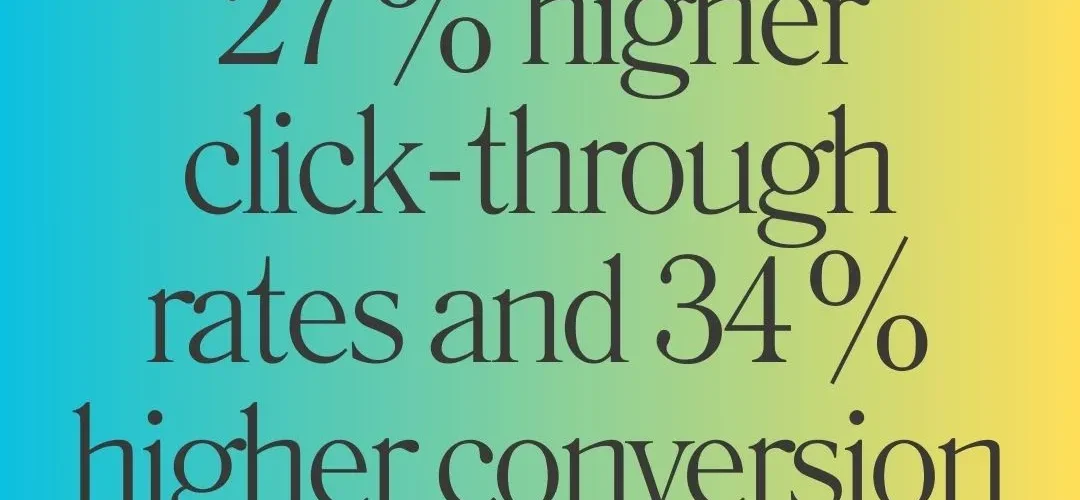 27% higher
click-through
rates and 34%
higher conversion